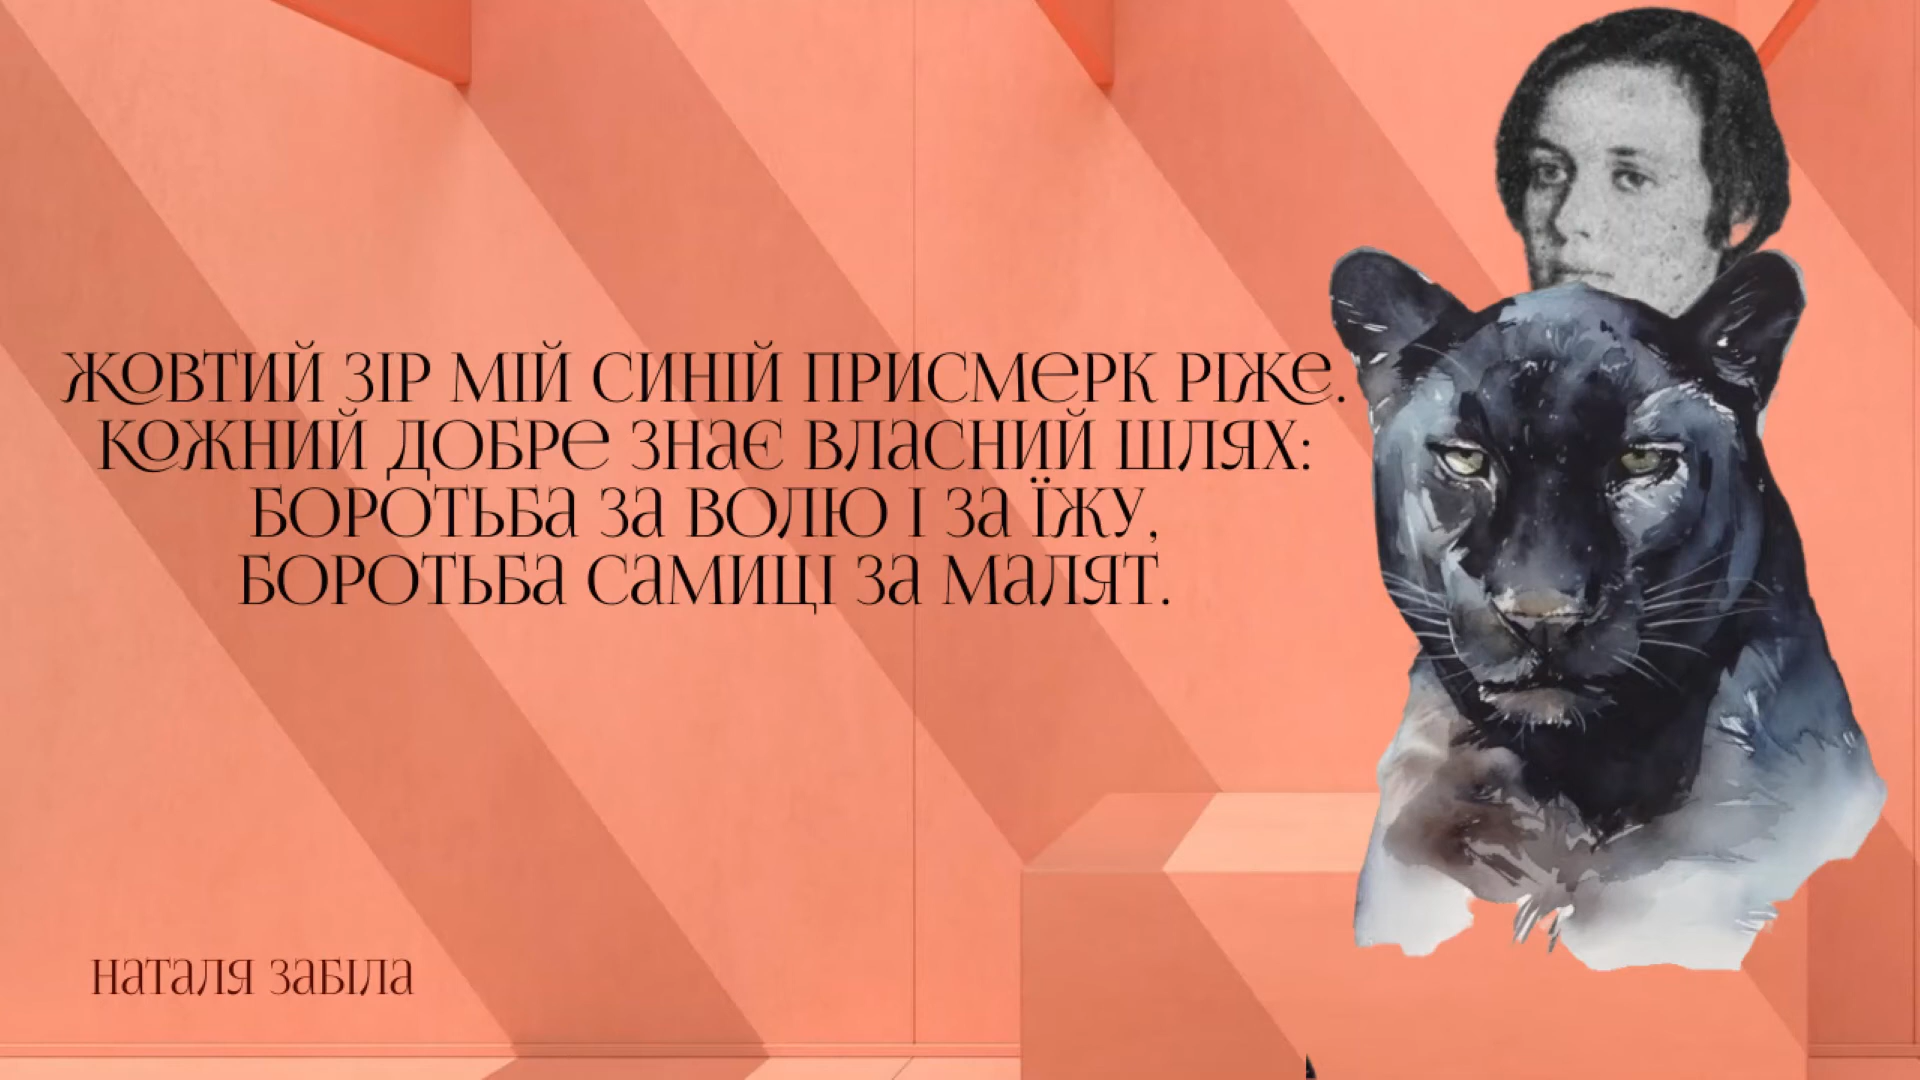 Жовтий зір мій синій присмерк ріже.
Кожний добре знає власний шлях:
Боротьба за волю і за їжу,
Боротьба самиці за малят.
Наталя Забіла